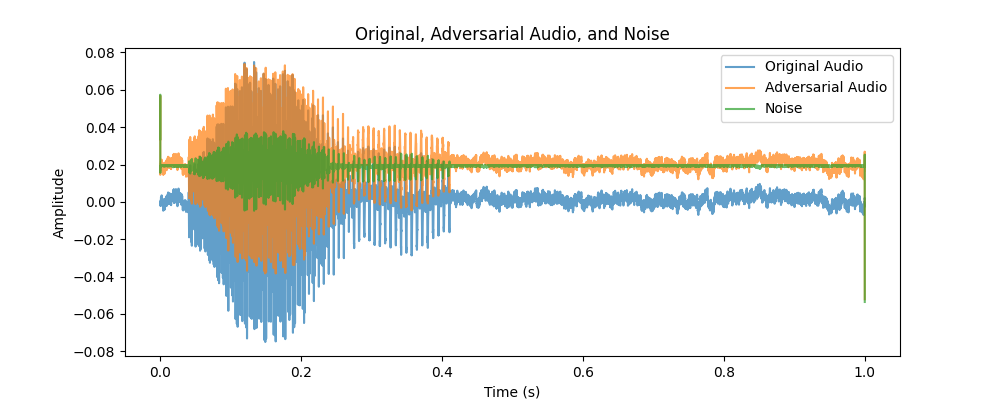 Original, Adversarial Audio, and Noise
Original Audio
Adversarial Audio
Noise
Amplitude
0.08
0.06
0.04
0.02
0.00
−0.02
−0.04
−0.06
−0.08
0.0 0.2 0.4 0.6 0.8 1.0
Time (s)